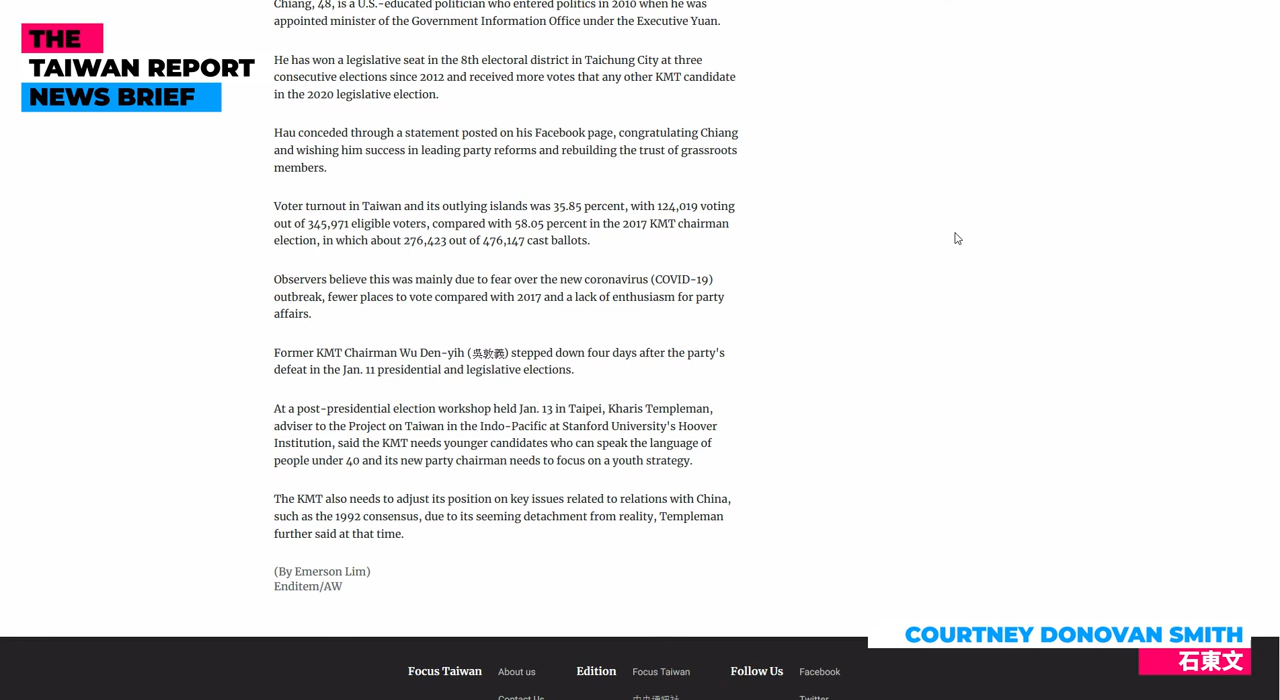 THE
TAIWAN REPORT
NEWS BRIEF
Chiang, 48, is a U.S.-educated politician who entered politics in 2010 when he was
appointed minister of the Government Information Office under the Executive Yuan.
He has won a legislative seat in the 8th electoral district in Taichung City at three
consecutive elections since 2012 and received more votes that any other KMT candidate
in the 2020 legislative election.
Hau conceded through a statement posted on his Facebook page, congratulating Chiang
and wishing him success in leading party reforms and rebuilding the trust of grassroots
members.
Voter turnout in Taiwan and its outlying islands was 35.85 percent, with 124,019 voting
out of 345,971 eligible voters, compared with 58.05 percent in the 2017 KMT chairman
election, in which about 276,423 out of 476,147 cast ballots.
Observers believe this was mainly due to fear over the new coronavirus (COVID-19)
outbreak, fewer places to vote compared with 2017 and a lack of enthusiasm for party
affairs.
Former KMT Chairman Wu Den-yih (吳敦義) stepped down four days after the party's
defeat in the Jan. 11 presidential and legislative elections.
At a post-presidential election workshop held Jan. 13 in Taipei, Kharis Templeman,
adviser to the Project on Taiwan in the Indo-Pacific at Stanford University's Hoover
Institution, said the KMT needs younger candidates who can speak the language of
people under 40 and its new party chairman needs to focus on a youth strategy.
The KMT also needs to adjust its position on key issues related to relations with China,
such as the 1992 consensus, due to its seeming detachment from reality, Templeman
further said at that time.
(By Emerson Lim)
Enditem/AW
COURTNEY DONOVAN SMITH
石東文
Focus Taiwan About us Edition Focus Taiwan Follow Us Facebook
Contact Us 中央通訊社 Twitter